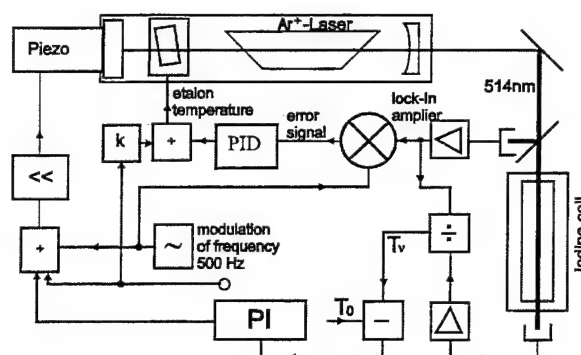 Ar⁺-Laser
Piezo
514nm
etalon
temperature
error
signal
lock-in
amplier
k
+
PID
<<
+
~
modulation
of frequency
500 Hz
Tv
÷
T0
−
PI
Iodine cell